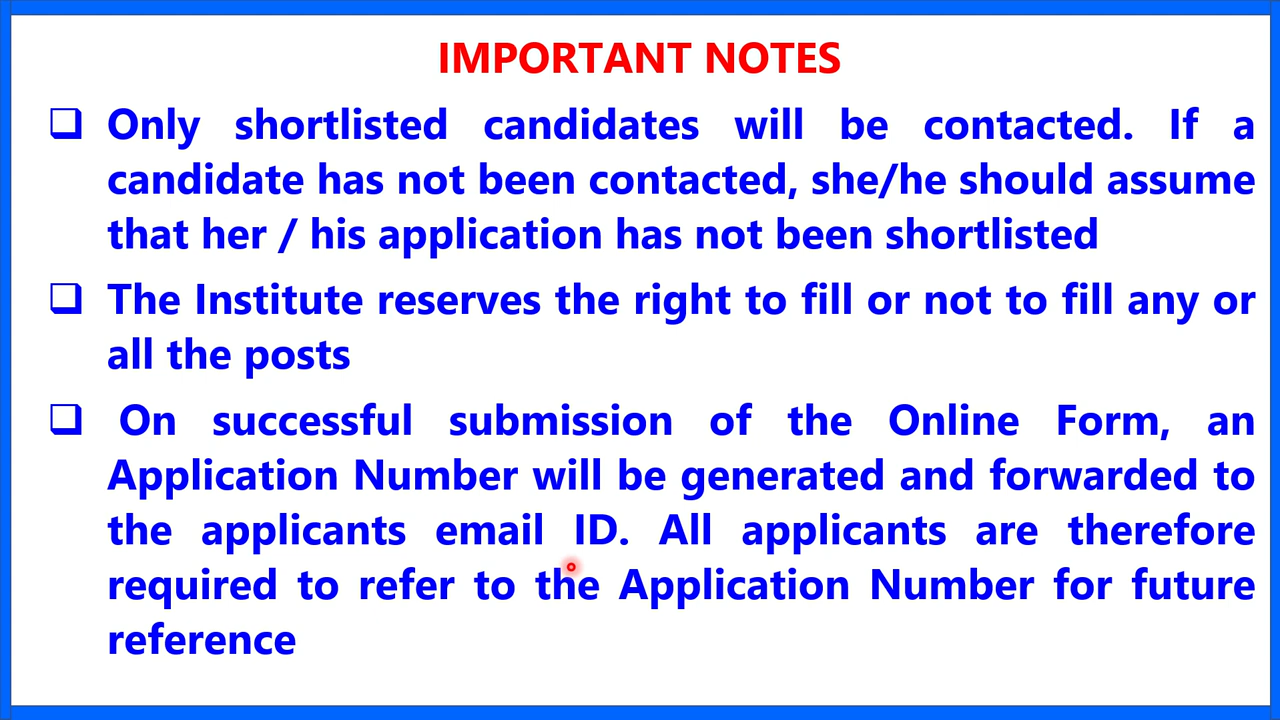 IMPORTANT NOTES
❑ Only shortlisted candidates will be contacted. If a
candidate has not been contacted, she/he should assume
that her / his application has not been shortlisted
❑ The Institute reserves the right to fill or not to fill any or
all the posts
❑ On successful submission of the Online Form, an
Application Number will be generated and forwarded to
the applicants email ID. All applicants are therefore
required to refer to the Application Number for future
reference